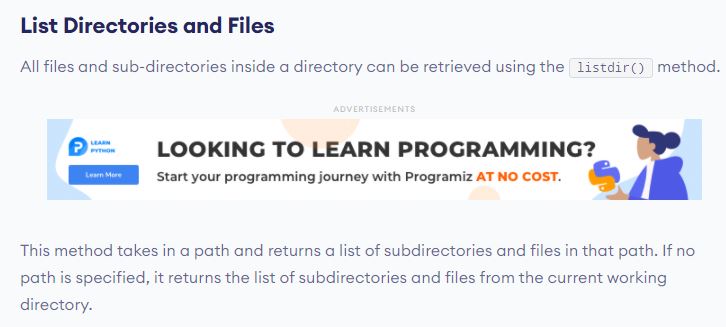 List Directories and Files
All files and sub-directories inside a directory can be retrieved using the listdir() method.
ADVERTISEMENTS
LEARN
PYTHON
Learn More
LOOKING TO LEARN PROGRAMMING?
Start your programming journey with Programiz AT NO COST.
This method takes in a path and returns a list of subdirectories and files in that path. If no
path is specified, it returns the list of subdirectories and files from the current working
directory.